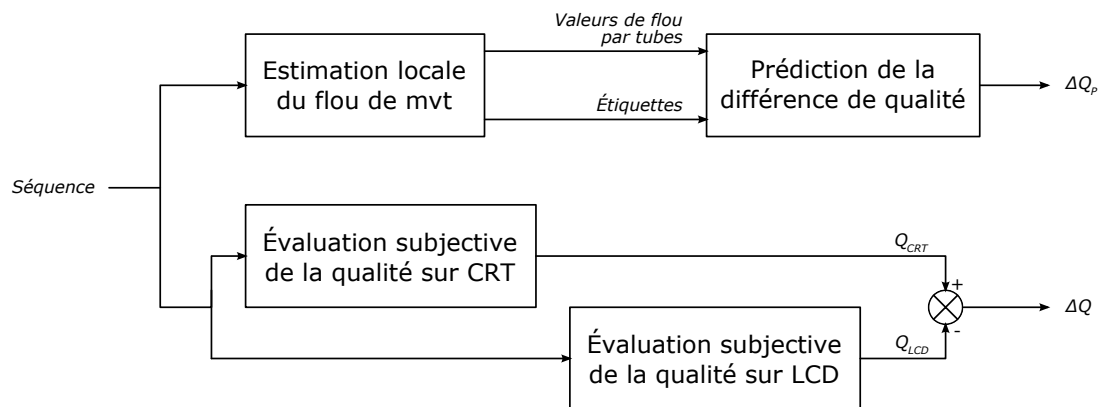 Valeurs de flou
par tubes
Estimation locale
du flou de mvt
Étiquettes
Prédiction de la
différence de qualité
ΔQP
Séquence
Évaluation subjective
de la qualité sur CRT
QCRT
+
ΔQ
-
Évaluation subjective
de la qualité sur LCD
QLCD